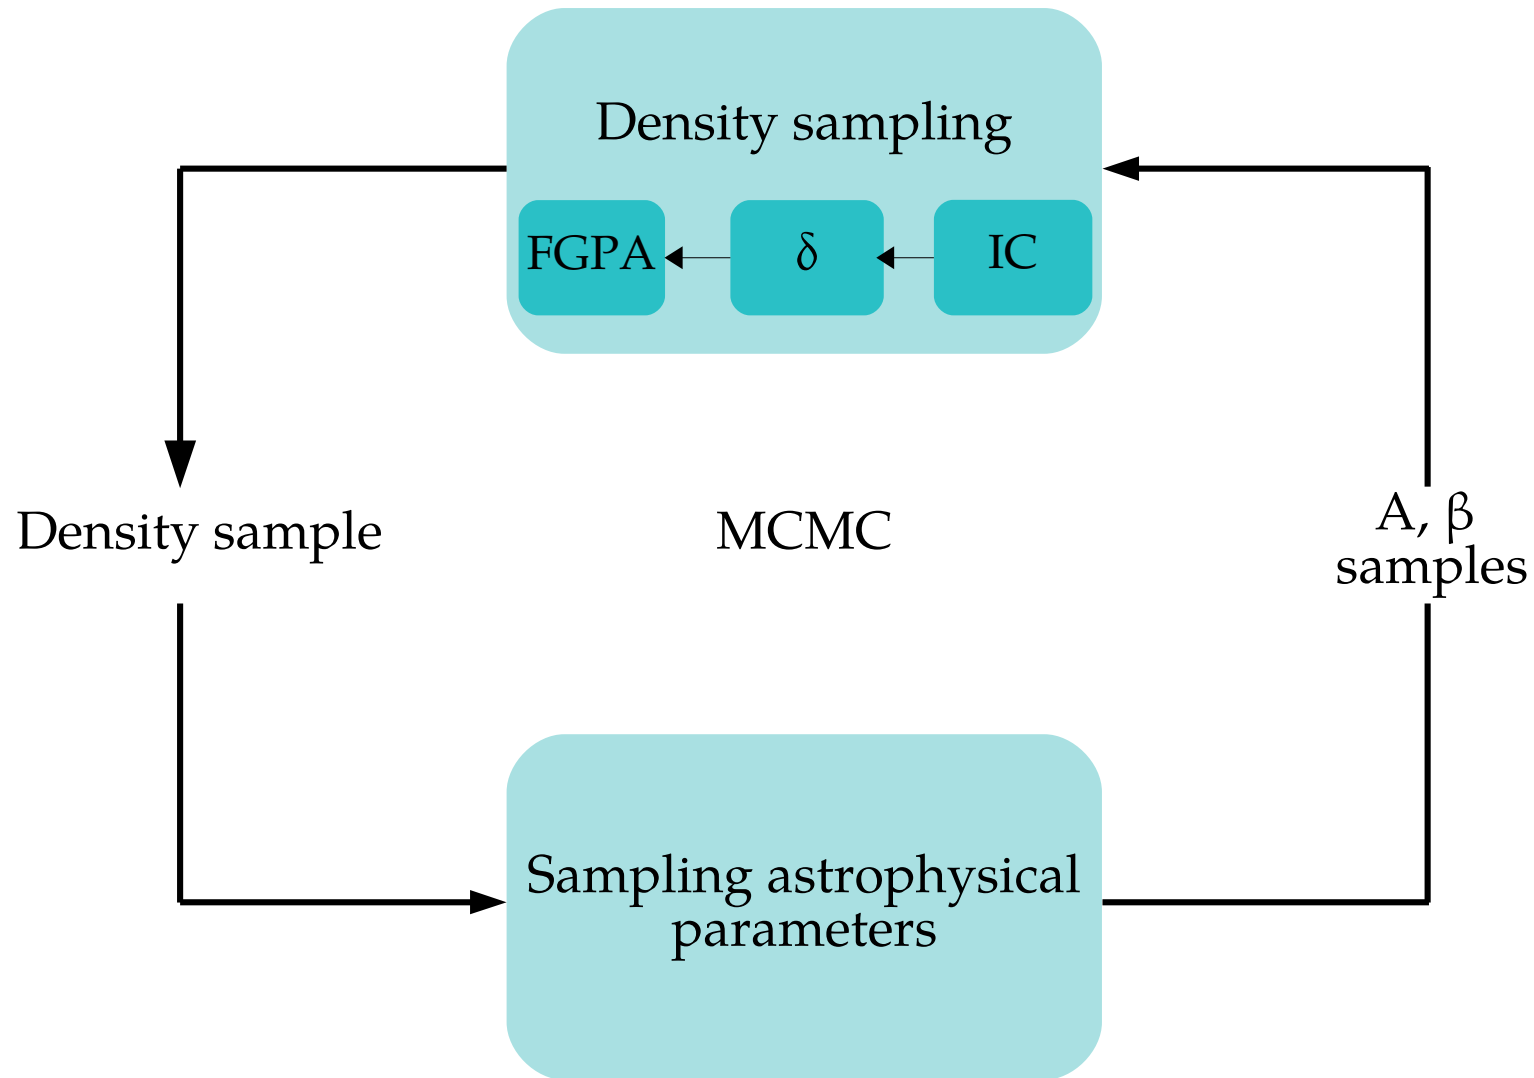 Density sampling
FGPA
δ
IC
Density sample
MCMC
A, β
samples
Sampling astrophysical
parameters